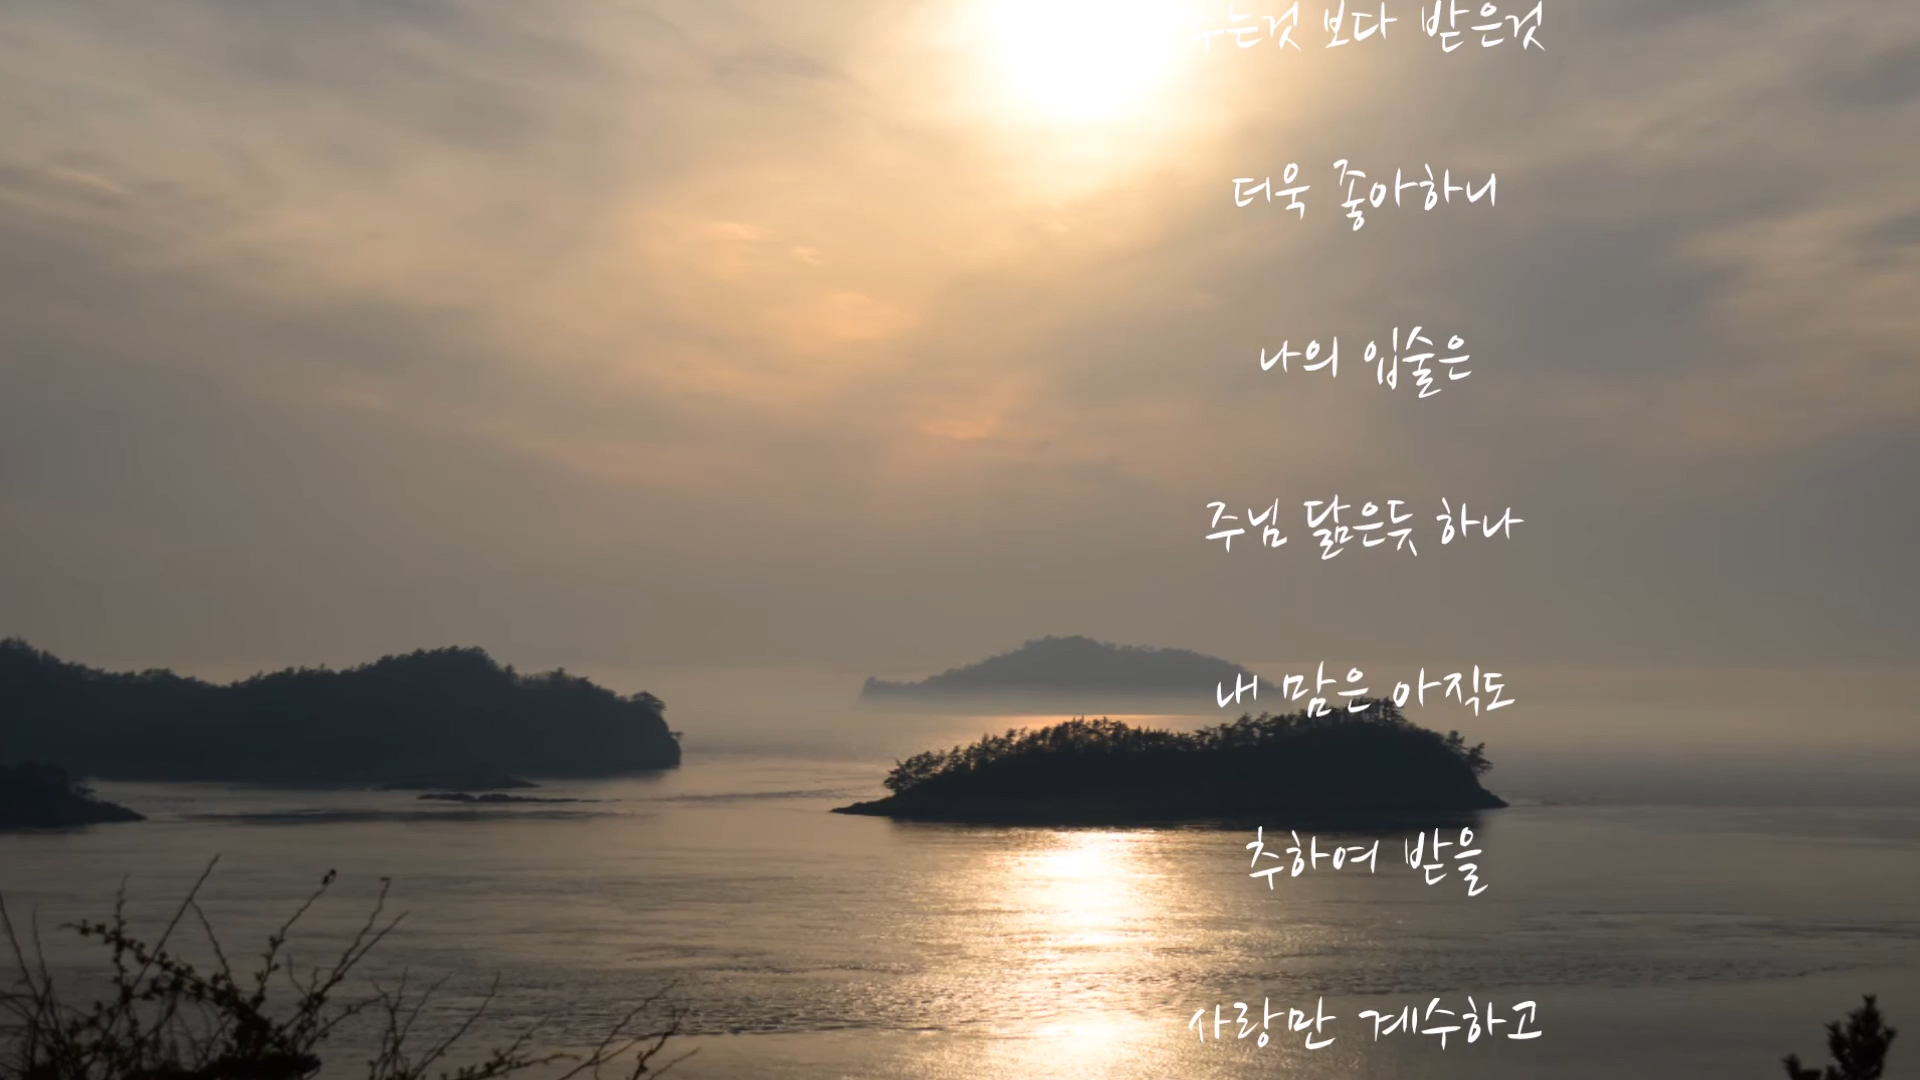 주는것 보다 받은것
더욱 좋아하니
나의 입술은
주님 닮은듯 하나
내 맘은 아직도
추하여 받을
사랑만 계수하고